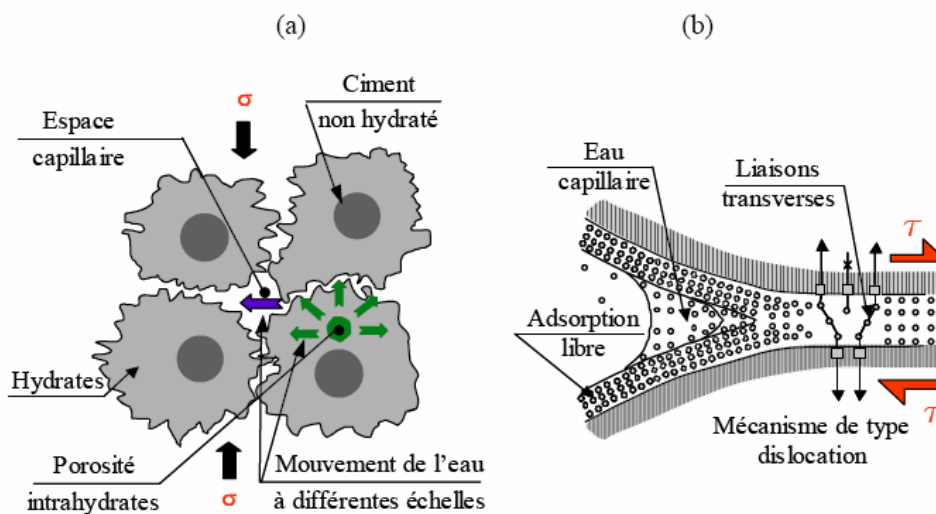 (a)
(b)
σ
Espace
capillaire
Ciment
non hydraté
Hydrates
Porosité
intrahydrates
σ
Mouvement de l'eau
à différentes échelles
Eau
capillaire
Liaisons
transverses
τ
Adsorption
libre
τ
Mécanisme de type
dislocation